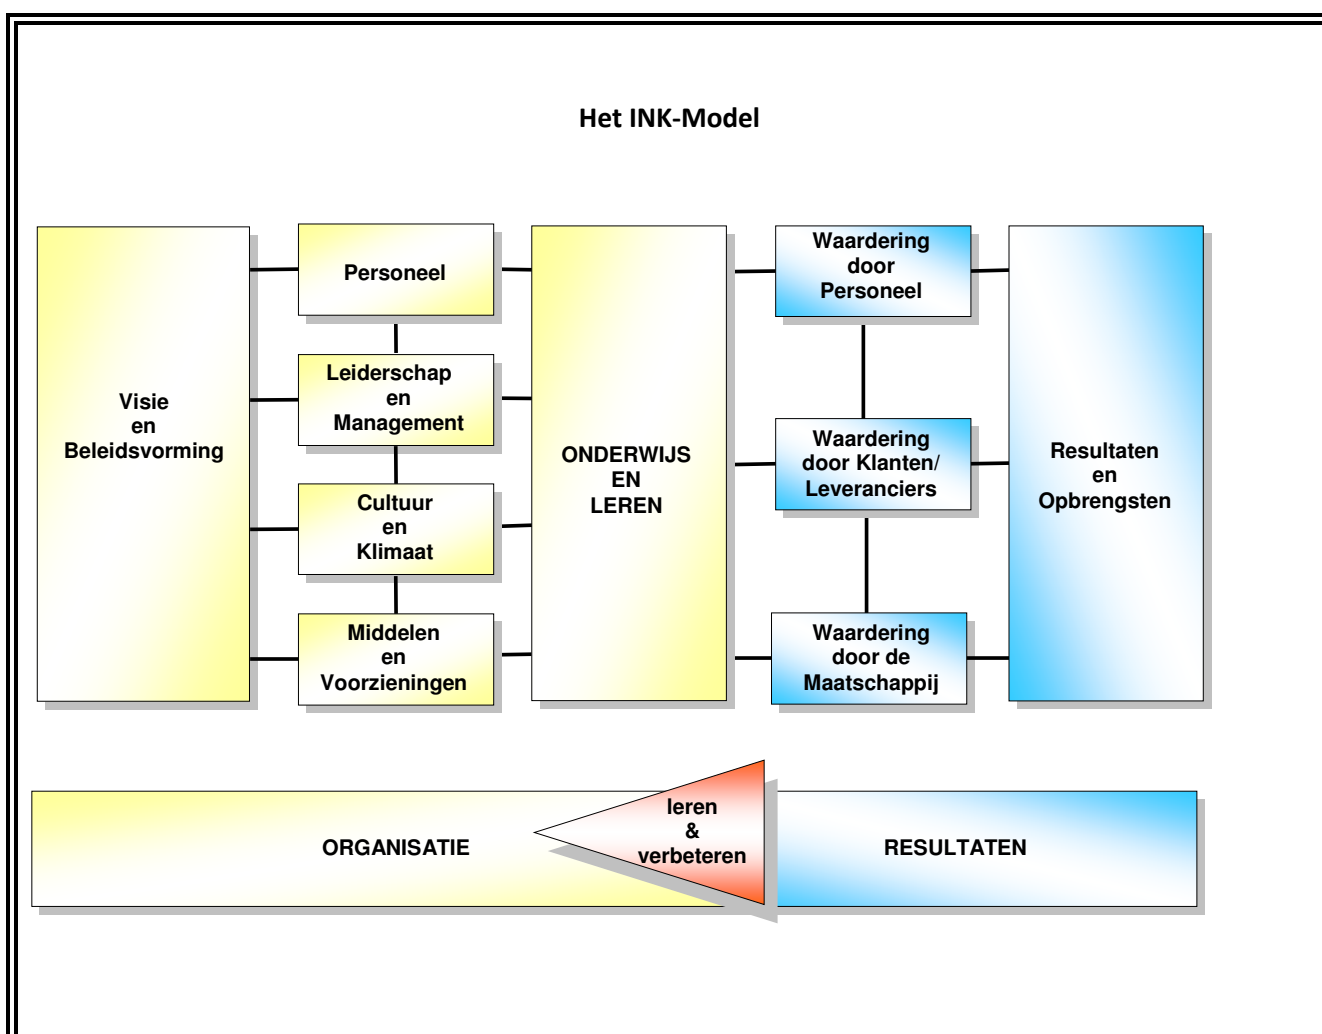 Het INK-Model
Visie
en
Beleidsvorming
Personeel
Leiderschap
en
Management
Cultuur
en
Klimaat
Middelen
en
Voorzieningen
ONDERWIJS
EN
LEREN
Waardering
door
Personeel
Waardering
door Klanten/
Leveranciers
Waardering
door de
Maatschappij
Resultaten
en
Opbrengsten
ORGANISATIE
leren
&
verbeteren
RESULTATEN